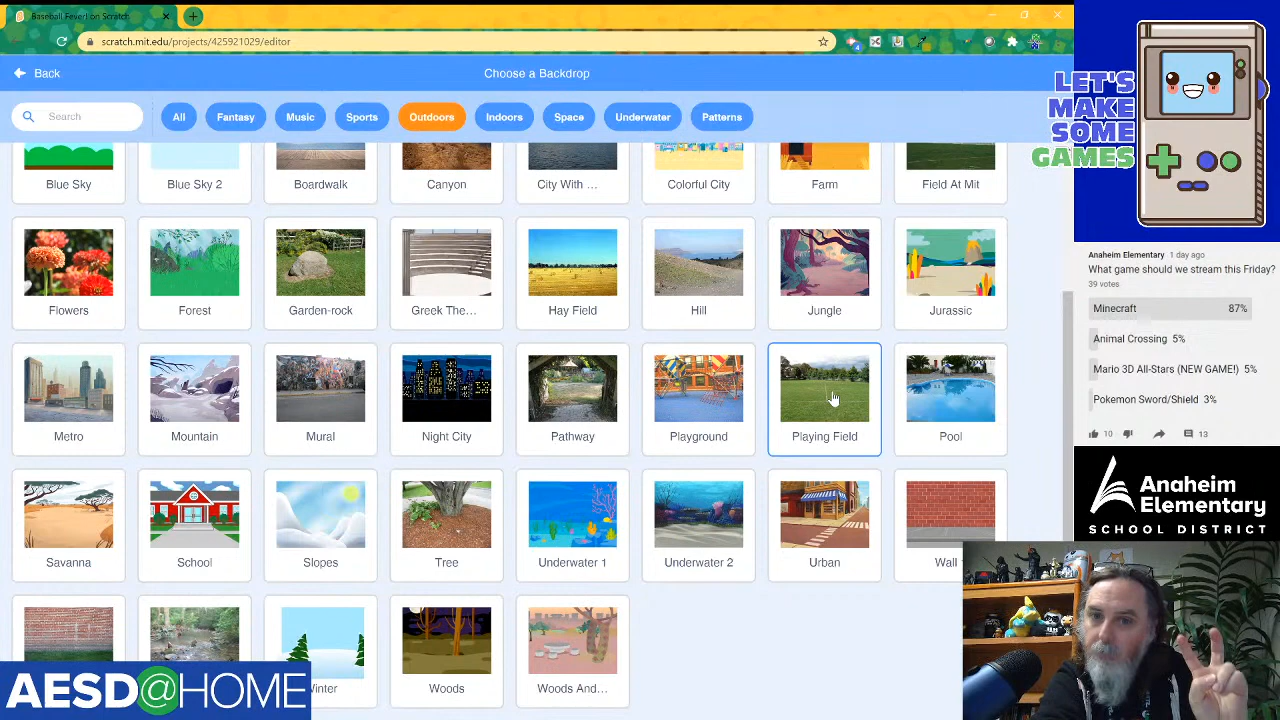 Baseball Fever! on Scratch
scratch.mit.edu/projects/425921029/editor
Back
Choose a Backdrop
Search
All
Fantasy
Music
Sports
Outdoors
Indoors
Space
Underwater
Patterns
Blue Sky
Blue Sky 2
Boardwalk
Canyon
City With ...
Colorful City
Farm
Field At Mit
Flowers
Forest
Garden-rock
Greek The...
Hay Field
Hill
Jungle
Jurassic
Metro
Mountain
Mural
Night City
Pathway
Playground
Playing Field
Pool
Savanna
School
Slopes
Tree
Underwater 1
Underwater 2
Urban
Wall
Winter
Woods
Woods And...
AESD@HOME
LET'S
MAKE
SOME
GAMES
Anaheim Elementary 1 day ago
What game should we stream this Friday?
39 votes
Minecraft 87%
Animal Crossing 5%
Mario 3D All-Stars (NEW GAME!) 5%
Pokemon Sword/Shield 3%
10
13
Anaheim
Elementary
SCHOOL DISTRICT